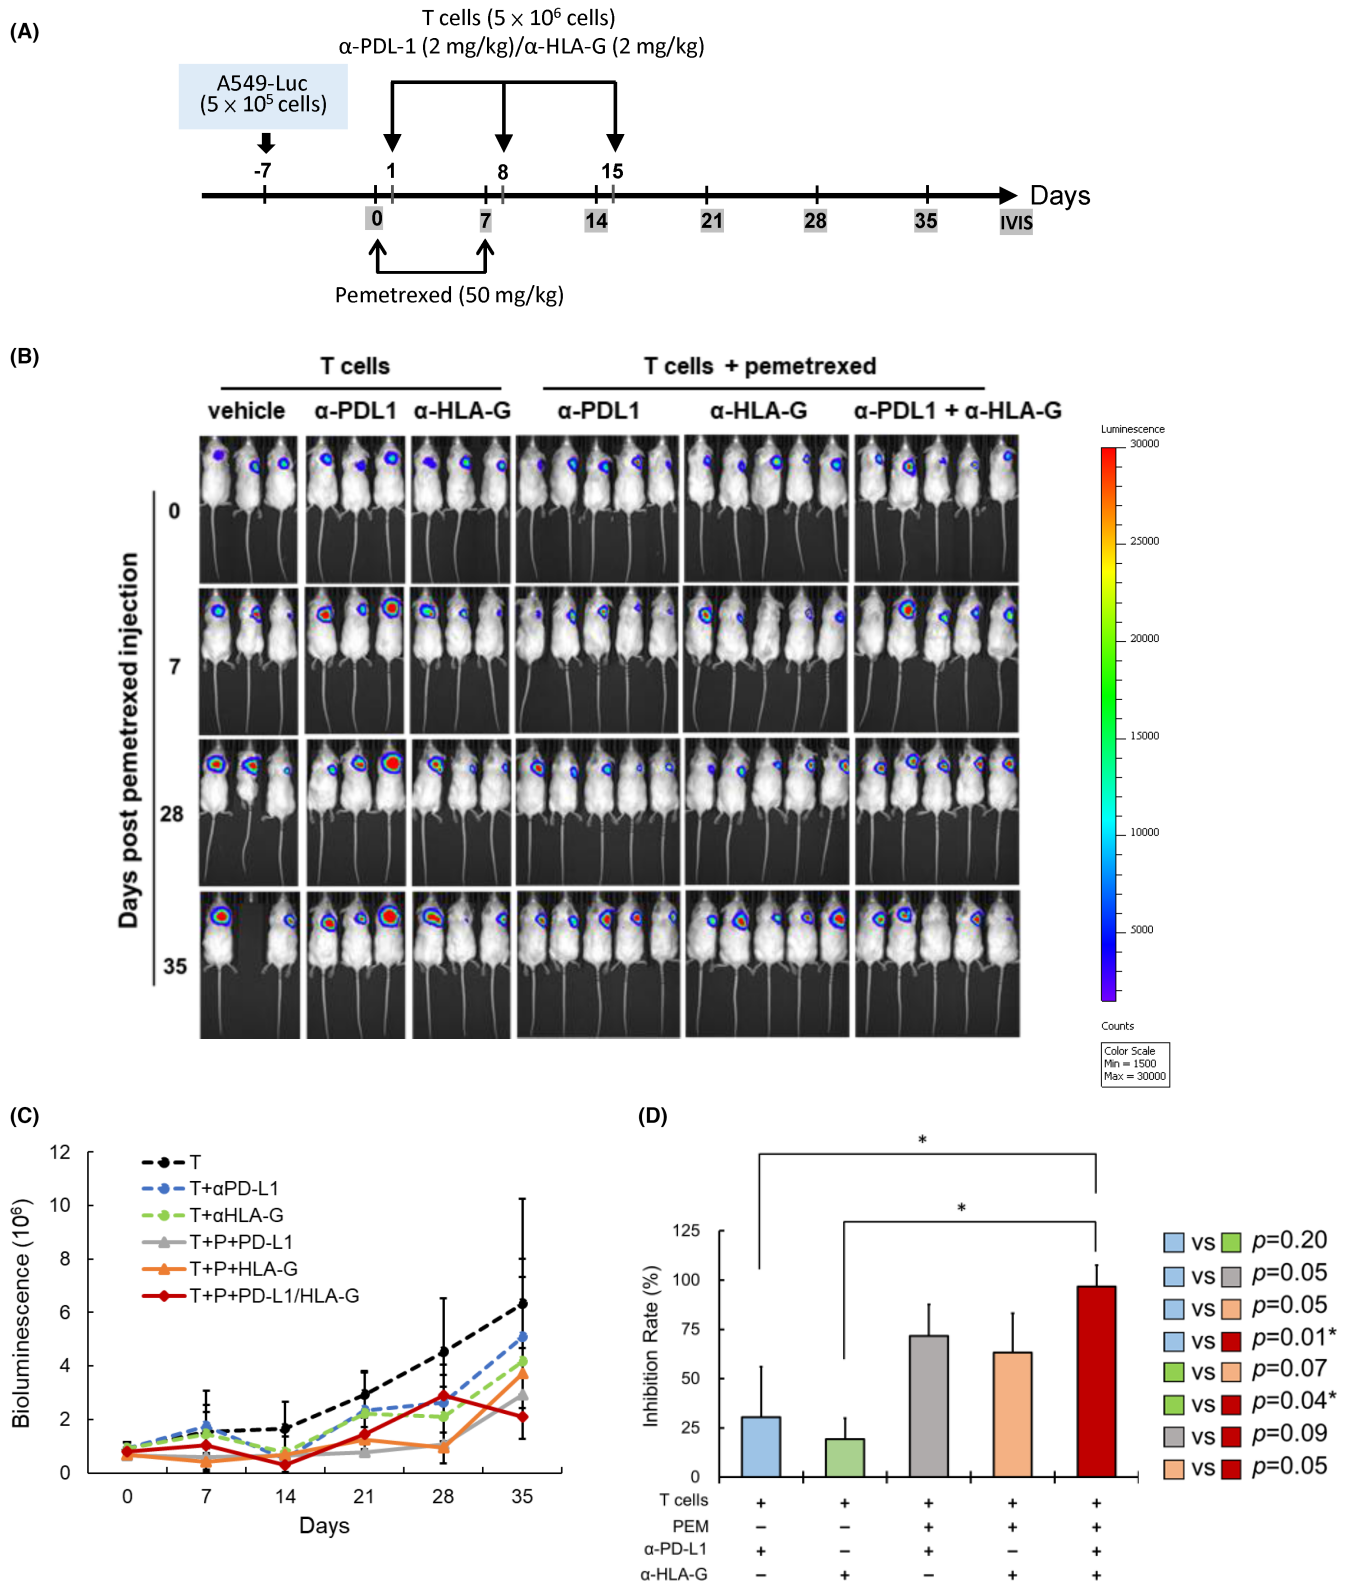 (A)
T cells (5 × 10⁶ cells)
α-PDL-1 (2 mg/kg)/α-HLA-G (2 mg/kg)
A549-Luc
(5 × 10⁵ cells)
-7 1 8 15
Days
0 7 14 21 28 35 IVIS
Pemetrexed (50 mg/kg)
(B)
T cells T cells + pemetrexed
vehicle α-PDL1 α-HLA-G α-PDL1 α-HLA-G α-PDL1 + α-HLA-G
Days post pemetrexed injection
0
7
28
35
Luminescence
30000
25000
20000
15000
10000
5000
Counts
Color Scale
Min = 1500
Max = 30000
(C)
Bioluminescence (10⁶)
12
10
8
6
4
2
0
T
T+αPD-L1
T+αHLA-G
T+P+PD-L1
T+P+HLA-G
T+P+PD-L1/HLA-G
0 7 14 21 28 35
Days
(D)
*
*
Inhibition Rate (%)
125
100
75
50
25
0
T cells + + + + +
PEM – – + + +
α-PD-L1 + – + – +
α-HLA-G – + – + +
vs p=0.20
vs p=0.05
vs p=0.05
vs p=0.01*
vs p=0.07
vs p=0.04*
vs p=0.09
vs p=0.05